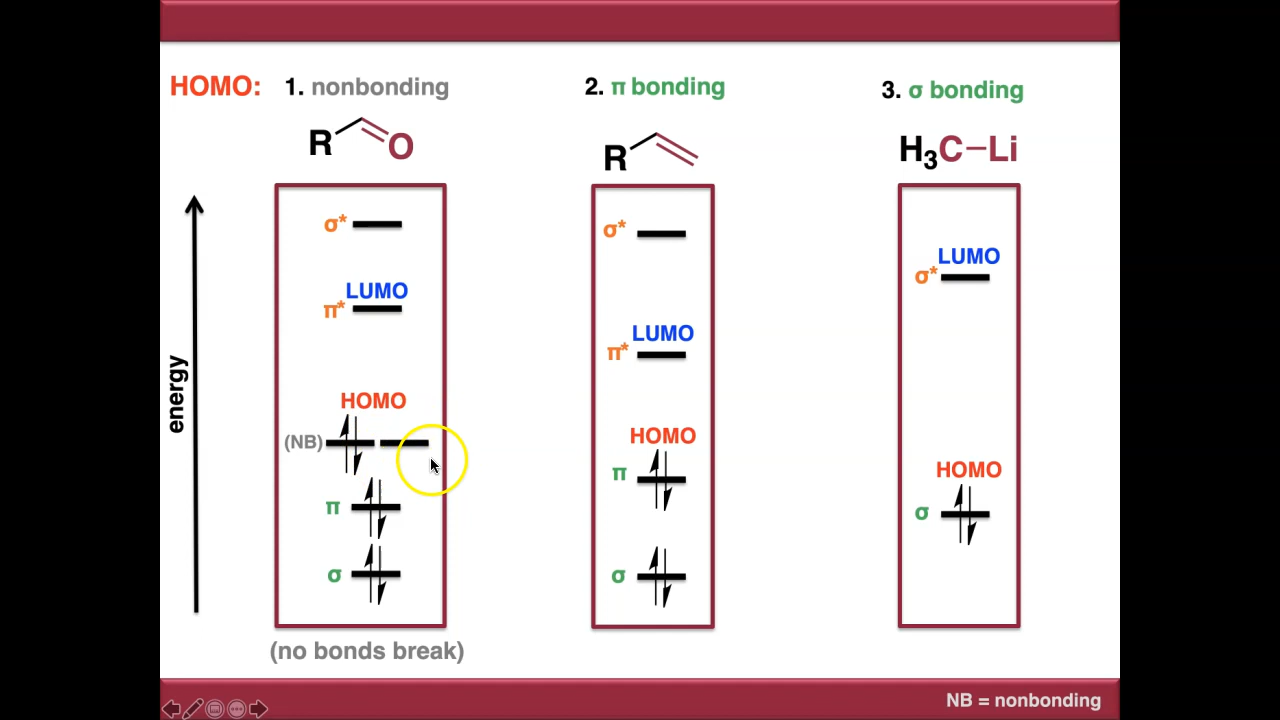 HOMO: 1. nonbonding
2. π bonding
3. σ bonding
R O
R
H₃C–Li
energy
σ*
LUMO
π*
HOMO
(NB)
π
σ
(no bonds break)
σ*
LUMO
π*
HOMO
π
σ
LUMO
σ*
HOMO
σ
NB = nonbonding